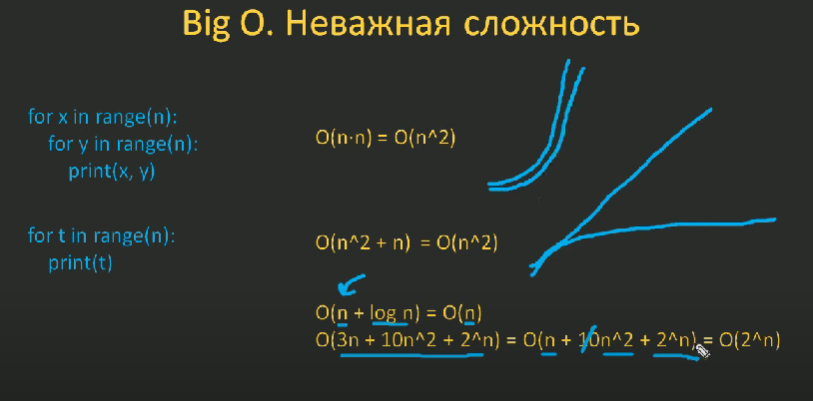 Big O. Неважная сложность
for x in range(n):
for y in range(n):
print(x, y)
O(n·n) = O(n^2)
for t in range(n):
print(t)
O(n^2 + n) = O(n^2)
O(n + log n) = O(n)
O(3n + 10n^2 + 2^n) = O(n + 10n^2 + 2^n) = O(2^n)